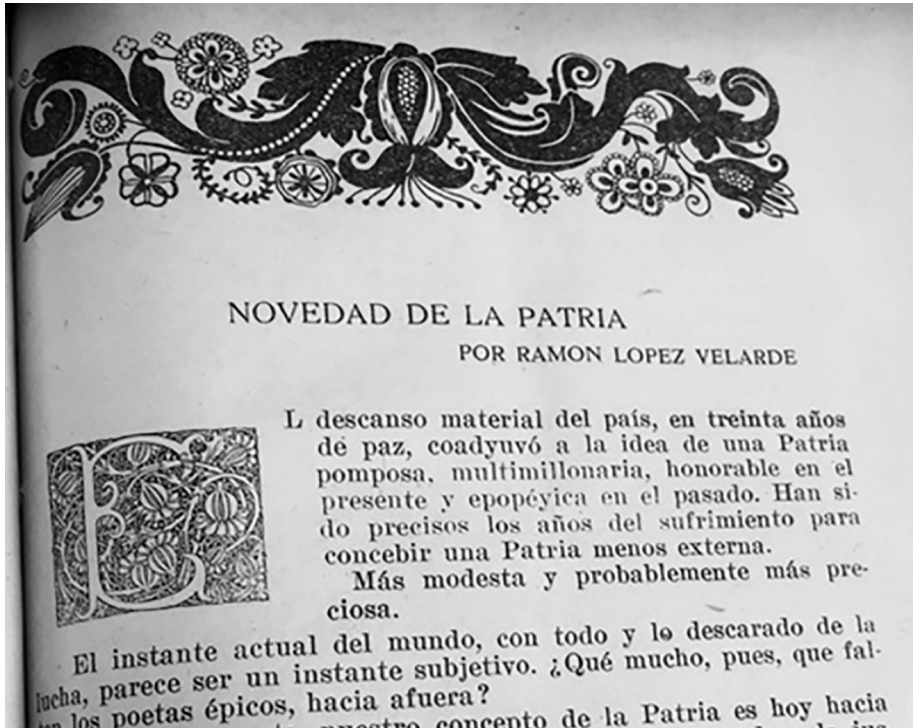 NOVEDAD DE LA PATRIA
POR RAMON LOPEZ VELARDE
EL descanso material del país, en treinta años
de paz, coadyuvó a la idea de una Patria
pomposa, multimillonaria, honorable en el
presente y epopéyica en el pasado. Han si-
do precisos los años del sufrimiento para
concebir una Patria menos externa.
Más modesta y probablemente más pre-
ciosa.
El instante actual del mundo, con todo y lo descarado de la
lucha, parece ser un instante subjetivo. ¿Qué mucho, pues, que fal-
los poetas épicos, hacia afuera?
nuestro concepto de la Patria es hoy hacia